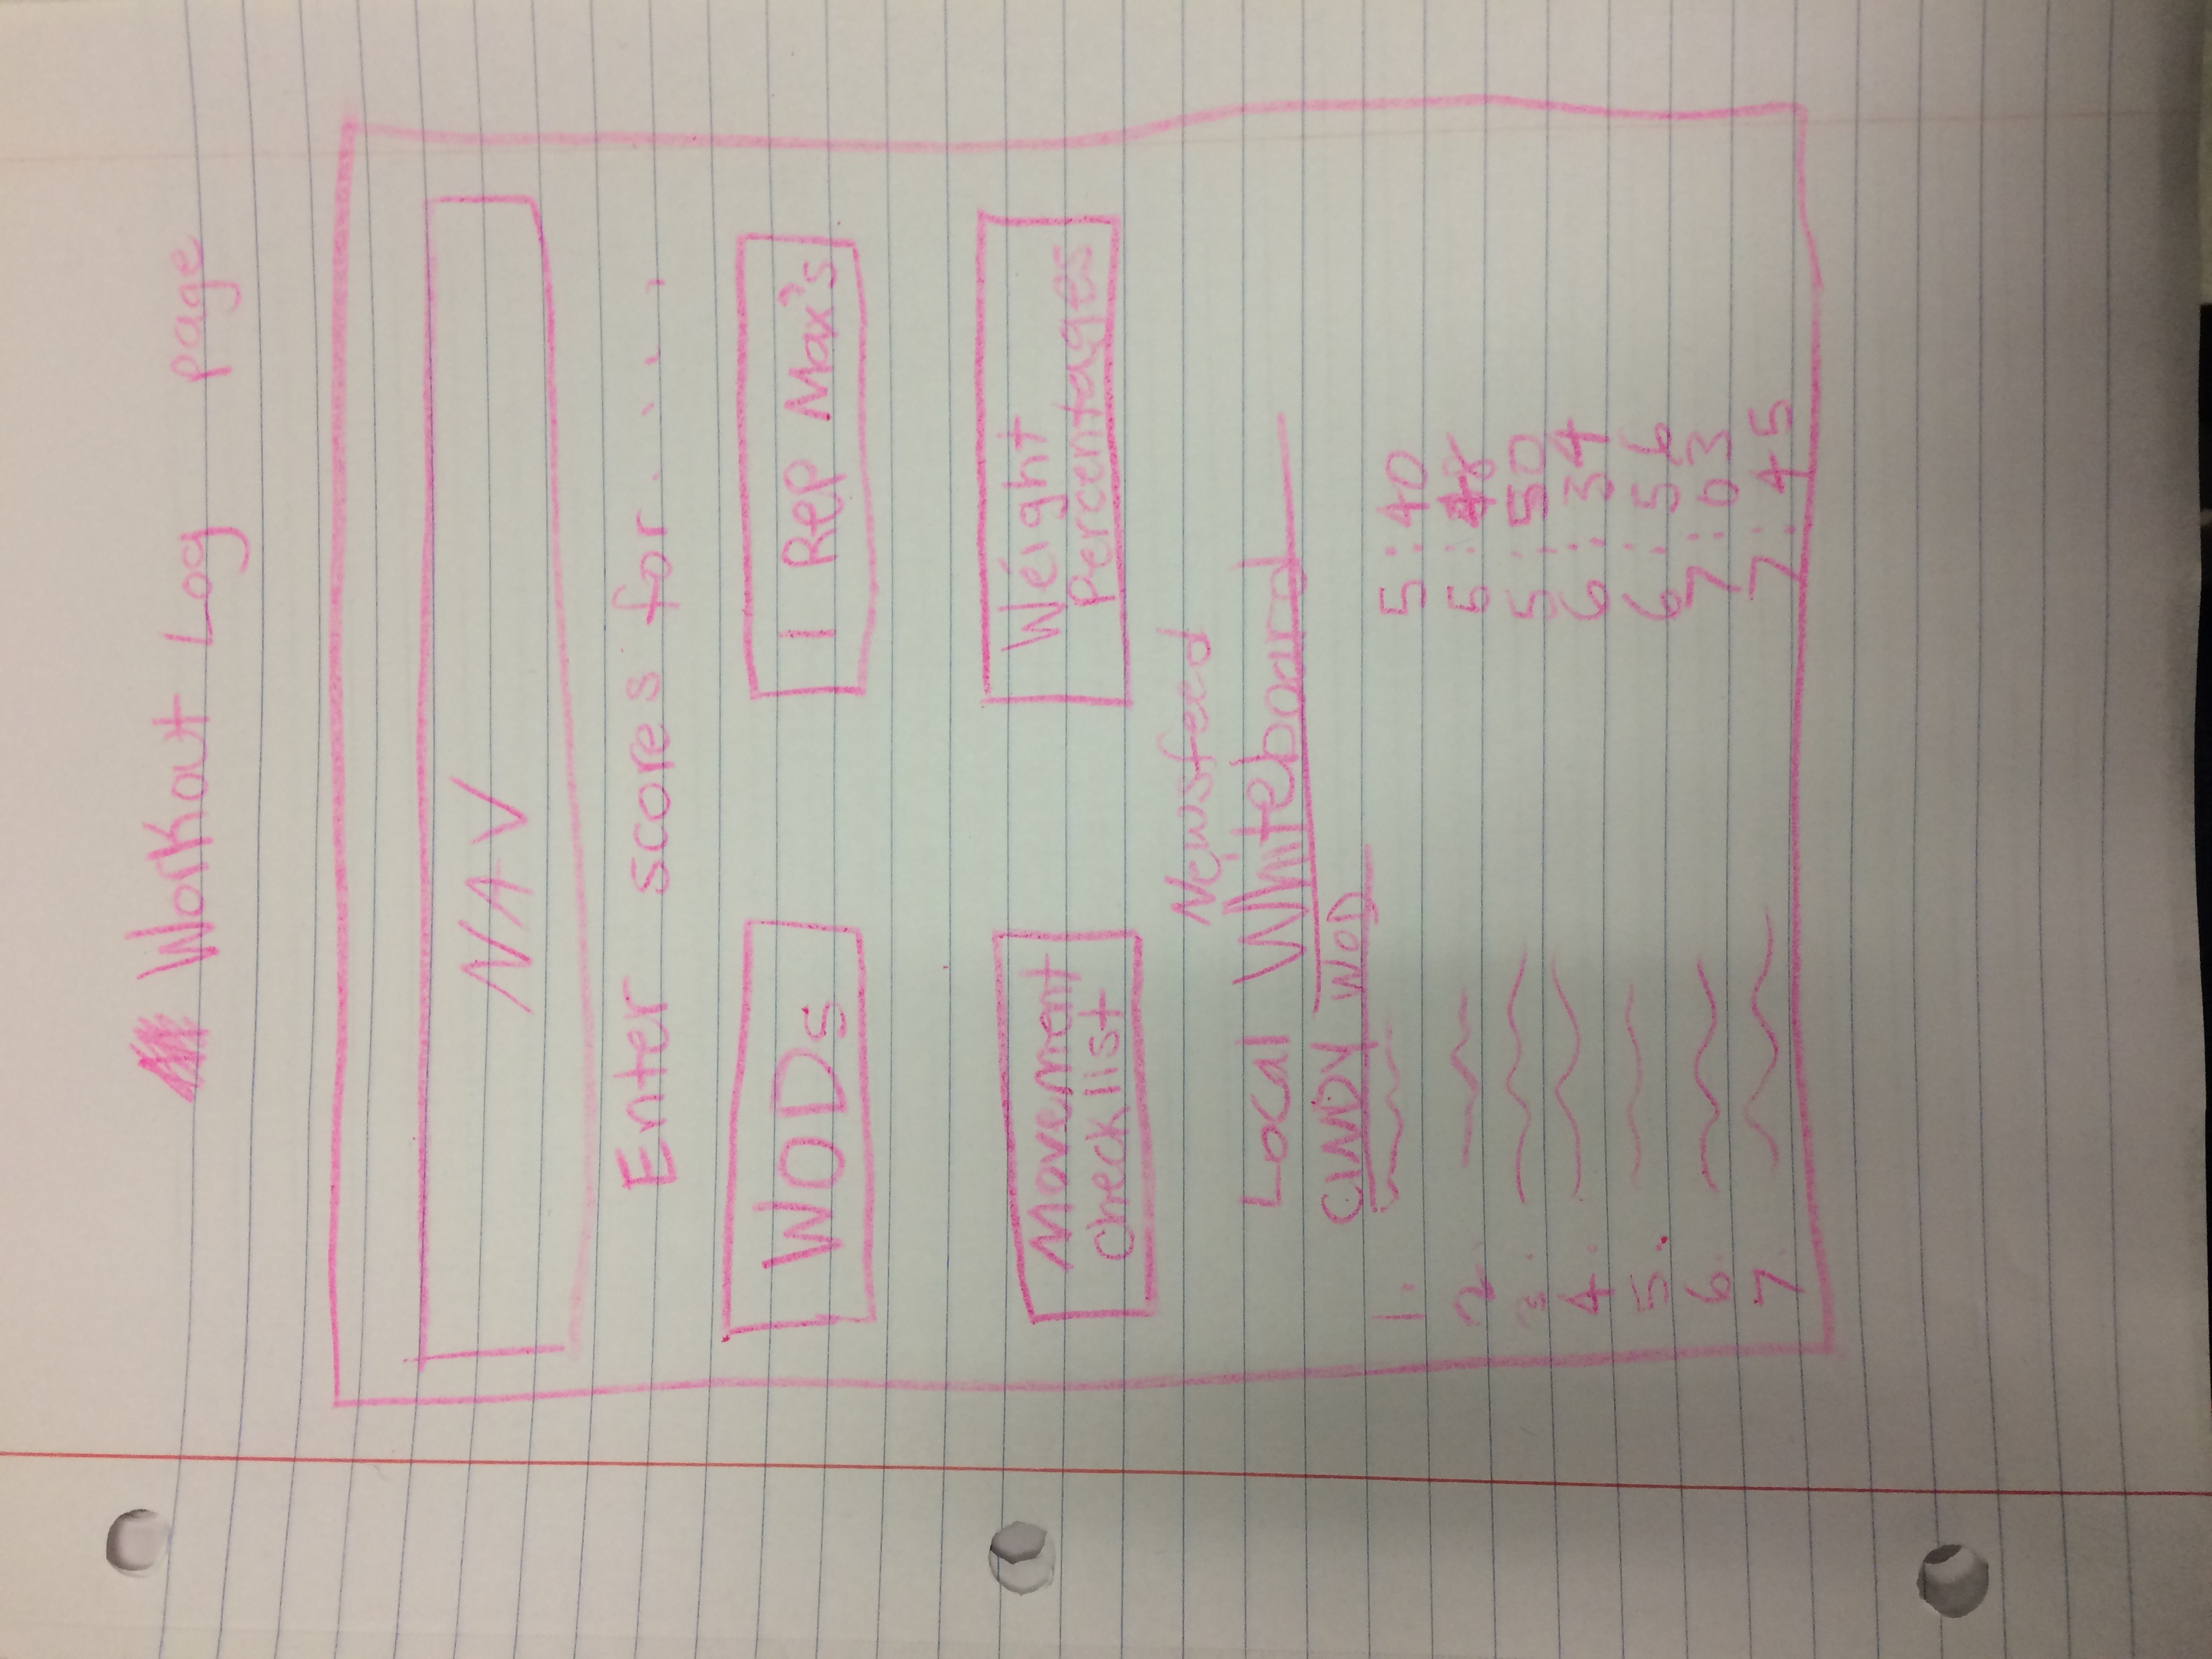 Workout Log page
NAV
Enter scores for.....
WODs
1 Rep Max's
Movement
checklist
Weight
Percentages
Newsfeed
Local Whiteboard
CINDY WOD
1. 5:40
2. 5:48
3. 5:50
4. 6:34
5. 6:56
6. 7:03
7. 7:45